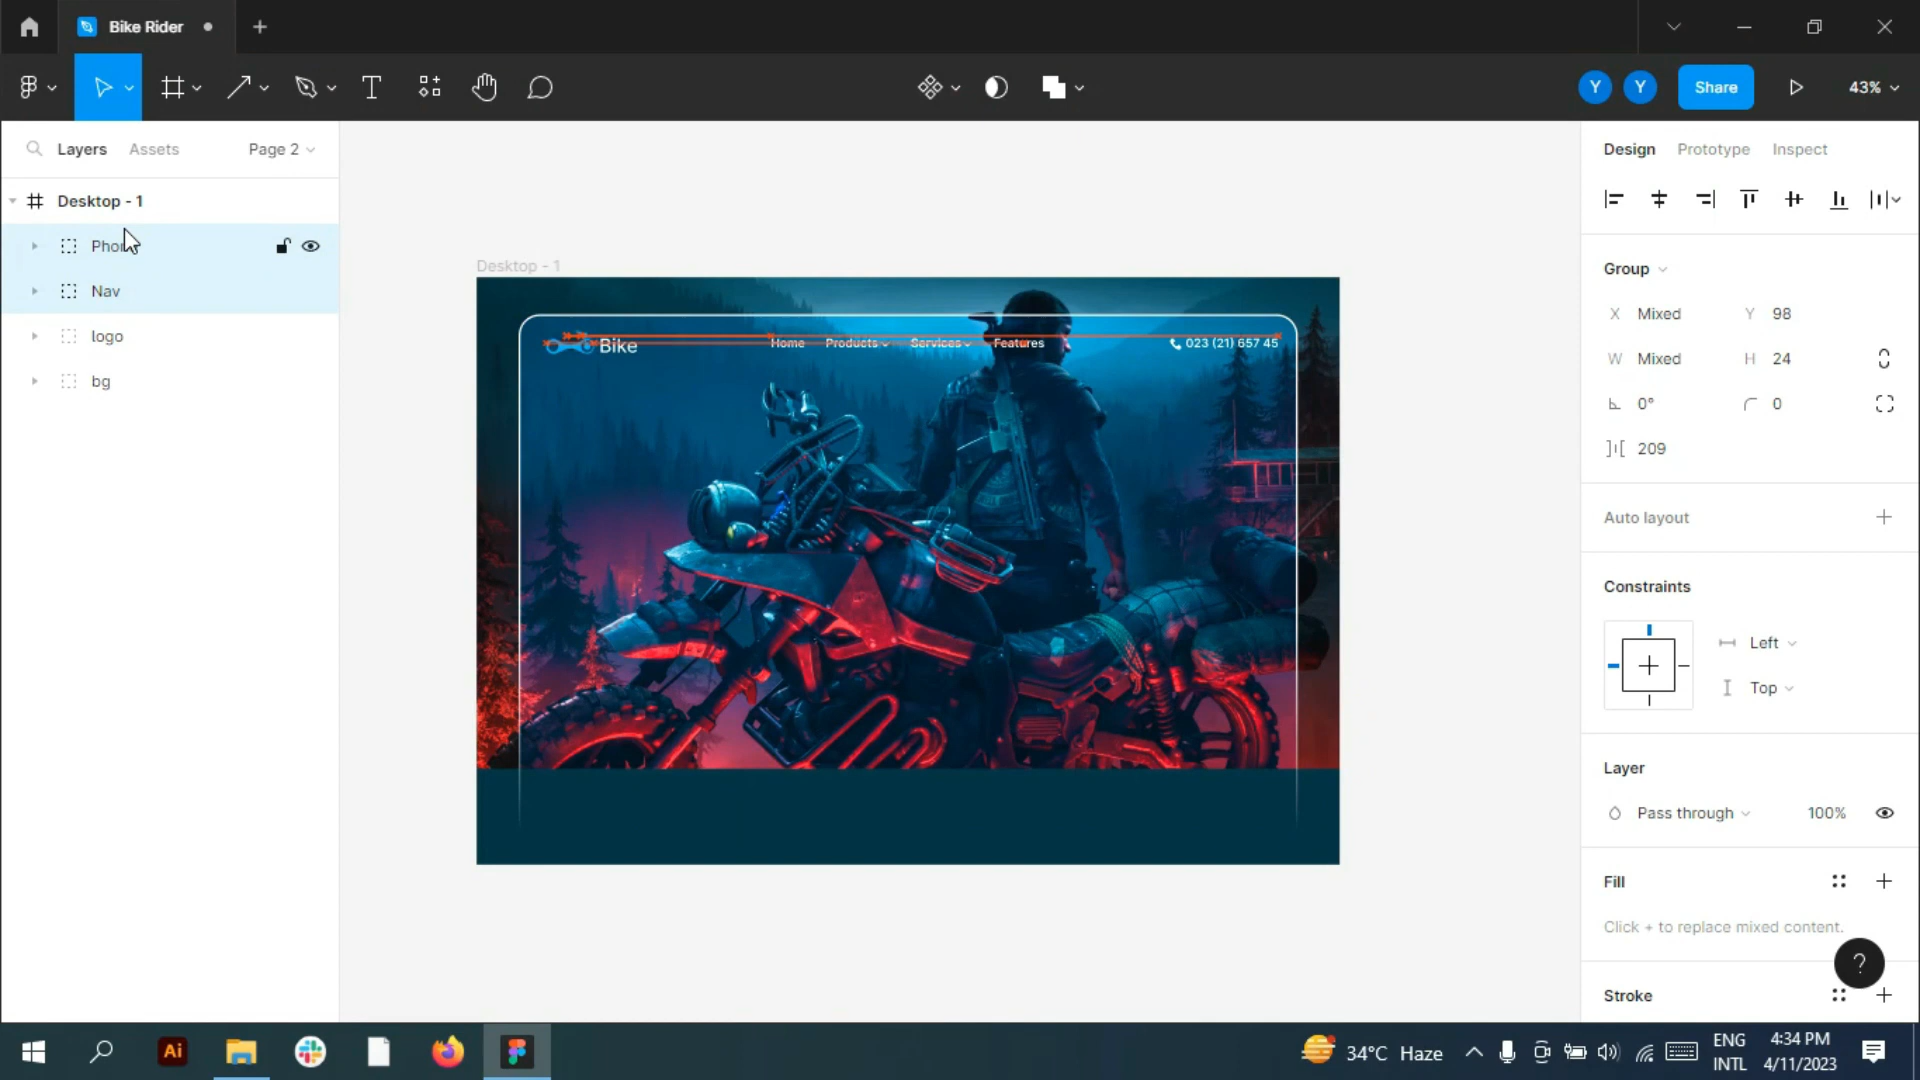 Bike Rider
Share
43%
Layers
Assets
Page 2
Design
Prototype
Inspect
Desktop - 1
Nav
logo
bg
Desktop - 1
Bike
Home
Products
Services
Features
023 (21) 657 45
Group
X Mixed
Y 98
W Mixed
H 24
0°
0
209
Auto layout
Constraints
Left
Top
Layer
Pass through
100%
Fill
Click + to replace mixed content.
?
Stroke
Y
Y
Ai
34°C Haze
ENG
INTL
4:34 PM
4/11/2023